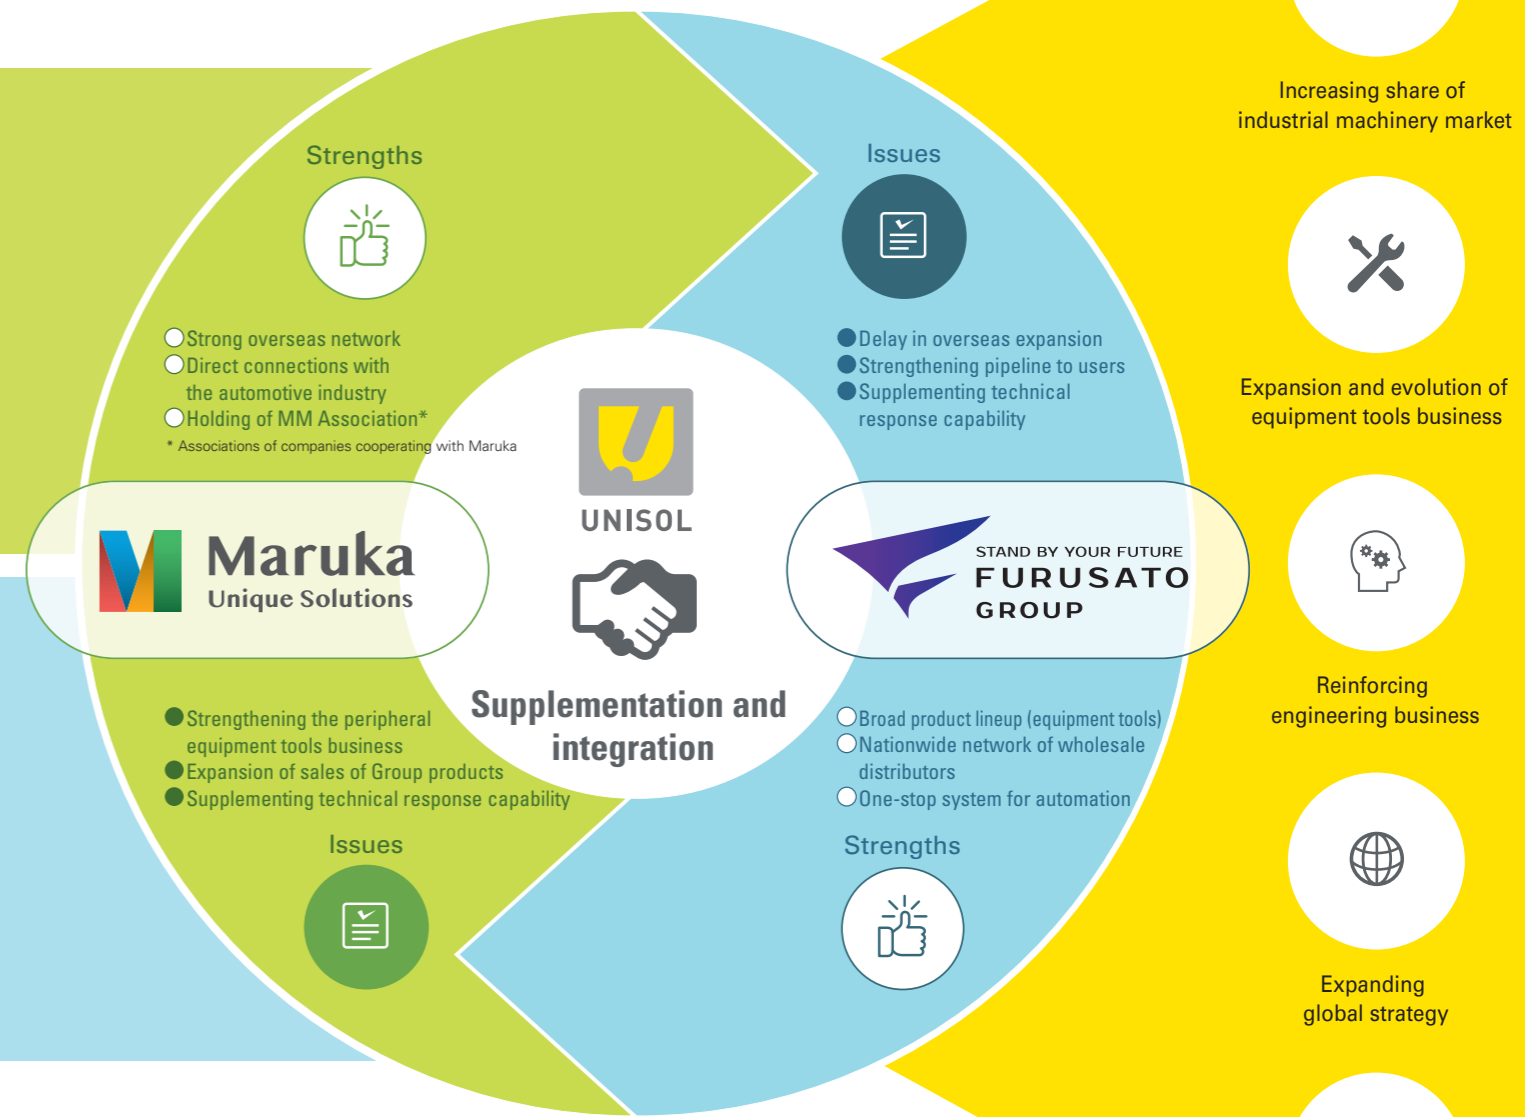 Strengths
Strong overseas network
Direct connections with
the automotive industry
Holding of MM Association*
* Associations of companies cooperating with Maruka
Maruka
Unique Solutions
Strengthening the peripheral
equipment tools business
Expansion of sales of Group products
Supplementing technical response capability
Issues
UNISOL
Supplementation and
integration
Issues
Delay in overseas expansion
Strengthening pipeline to users
Supplementing technical
response capability
STAND BY YOUR FUTURE
FURUSATO
GROUP
Broad product lineup (equipment tools)
Nationwide network of wholesale
distributors
One-stop system for automation
Strengths
Increasing share of
industrial machinery market
Expansion and evolution of
equipment tools business
Reinforcing
engineering business
Expanding
global strategy